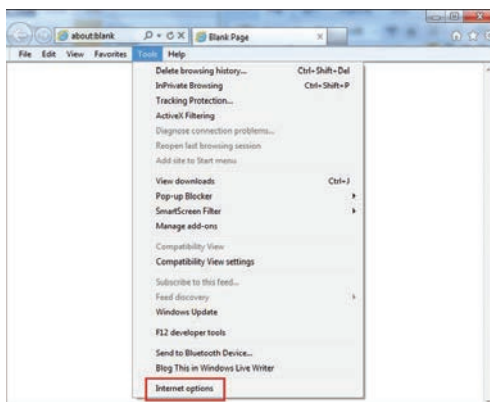 about:blank
Blank Page
File Edit View Favorites Tools Help
Delete browsing history... Ctrl+Shift+Del
InPrivate Browsing Ctrl+Shift+P
Tracking Protection...
ActiveX Filtering
Diagnose connection problems...
Reopen last browsing session
Add site to Start menu
View downloads Ctrl+J
Pop-up Blocker
SmartScreen Filter
Manage add-ons
Compatibility View
Compatibility View settings
Subscribe to this feed...
Feed discovery
Windows Update
F12 developer tools
Send to Bluetooth Device...
Blog This in Windows Live Writer
Internet options